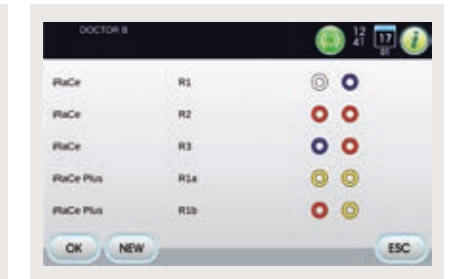 DOCTOR B
12
41
17
01
i
iRaCe R1
iRaCe R2
iRaCe R3
iRaCe Plus R1a
iRaCe Plus R1b
OK NEW ESC